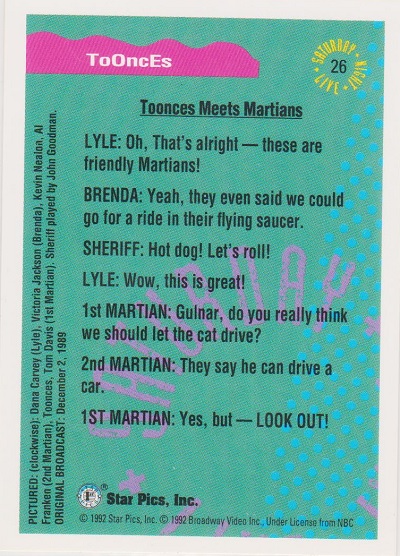 ToOncEs
SATURDAY NIGHT LIVE
26
Toonces Meets Martians
LYLE: Oh, That's alright — these are
friendly Martians!
BRENDA: Yeah, they even said we could
go for a ride in their flying saucer.
SHERIFF: Hot dog! Let's roll!
LYLE: Wow, this is great!
1st MARTIAN: Gulnar, do you really think
we should let the cat drive?
2nd MARTIAN: They say he can drive a
car.
1ST MARTIAN: Yes, but — LOOK OUT!
SATURDAY
PICTURED: (clockwise): Dana Carvey (Lyle), Victoria Jackson (Brenda), Kevin Nealon, Al
Franken (2nd Martian), Toonces, Tom Davis (1st Martian). Sheriff played by John Goodman.
ORIGINAL BROADCAST: December 2, 1989
Star Pics, Inc.
© 1992 Star Pics, Inc. © 1992 Broadway Video Inc., Under License from NBC